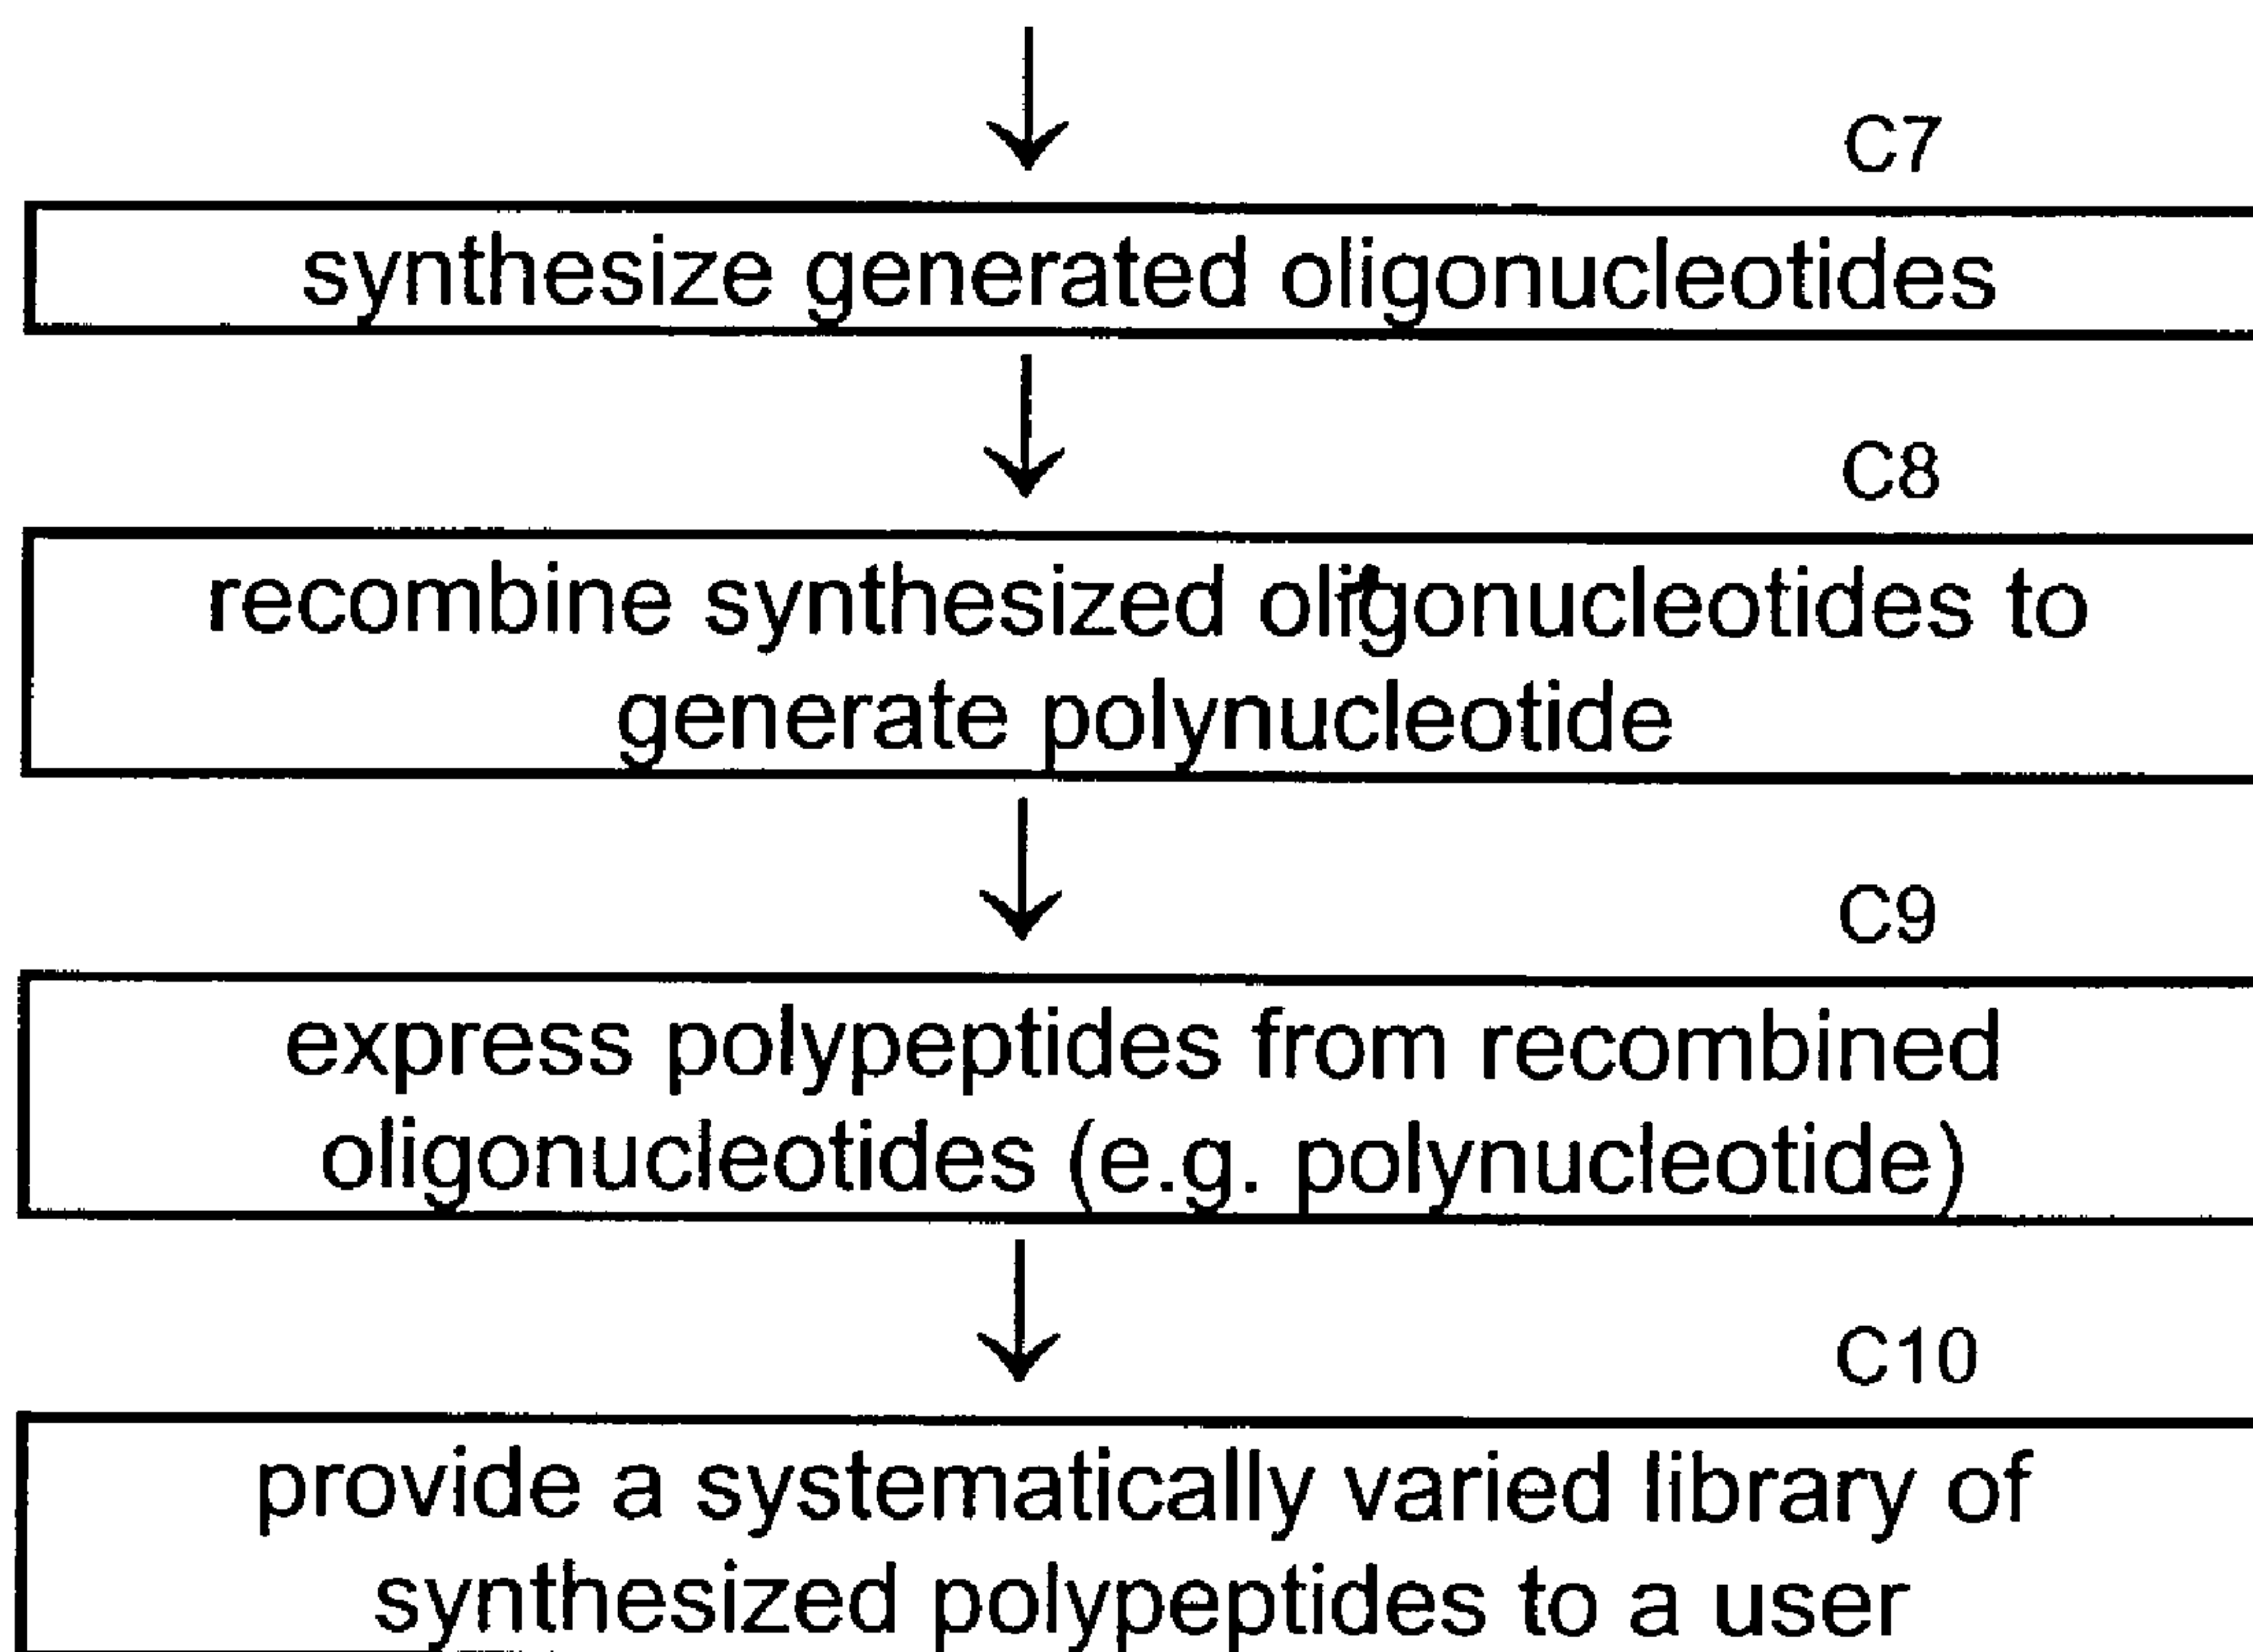 C7
synthesize generated oligonucleotides
C8
recombine synthesized oligonucleotides to
generate polynucleotide
C9
express polypeptides from recombined
oligonucleotides (e.g. polynucleotide)
C10
provide a systematically varied library of
synthesized polypeptides to a user